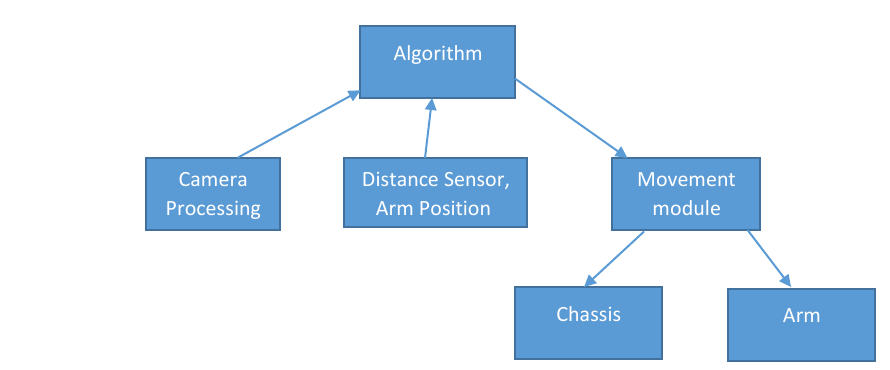 Algorithm
Camera
Processing
Distance Sensor,
Arm Position
Movement
module
Chassis
Arm